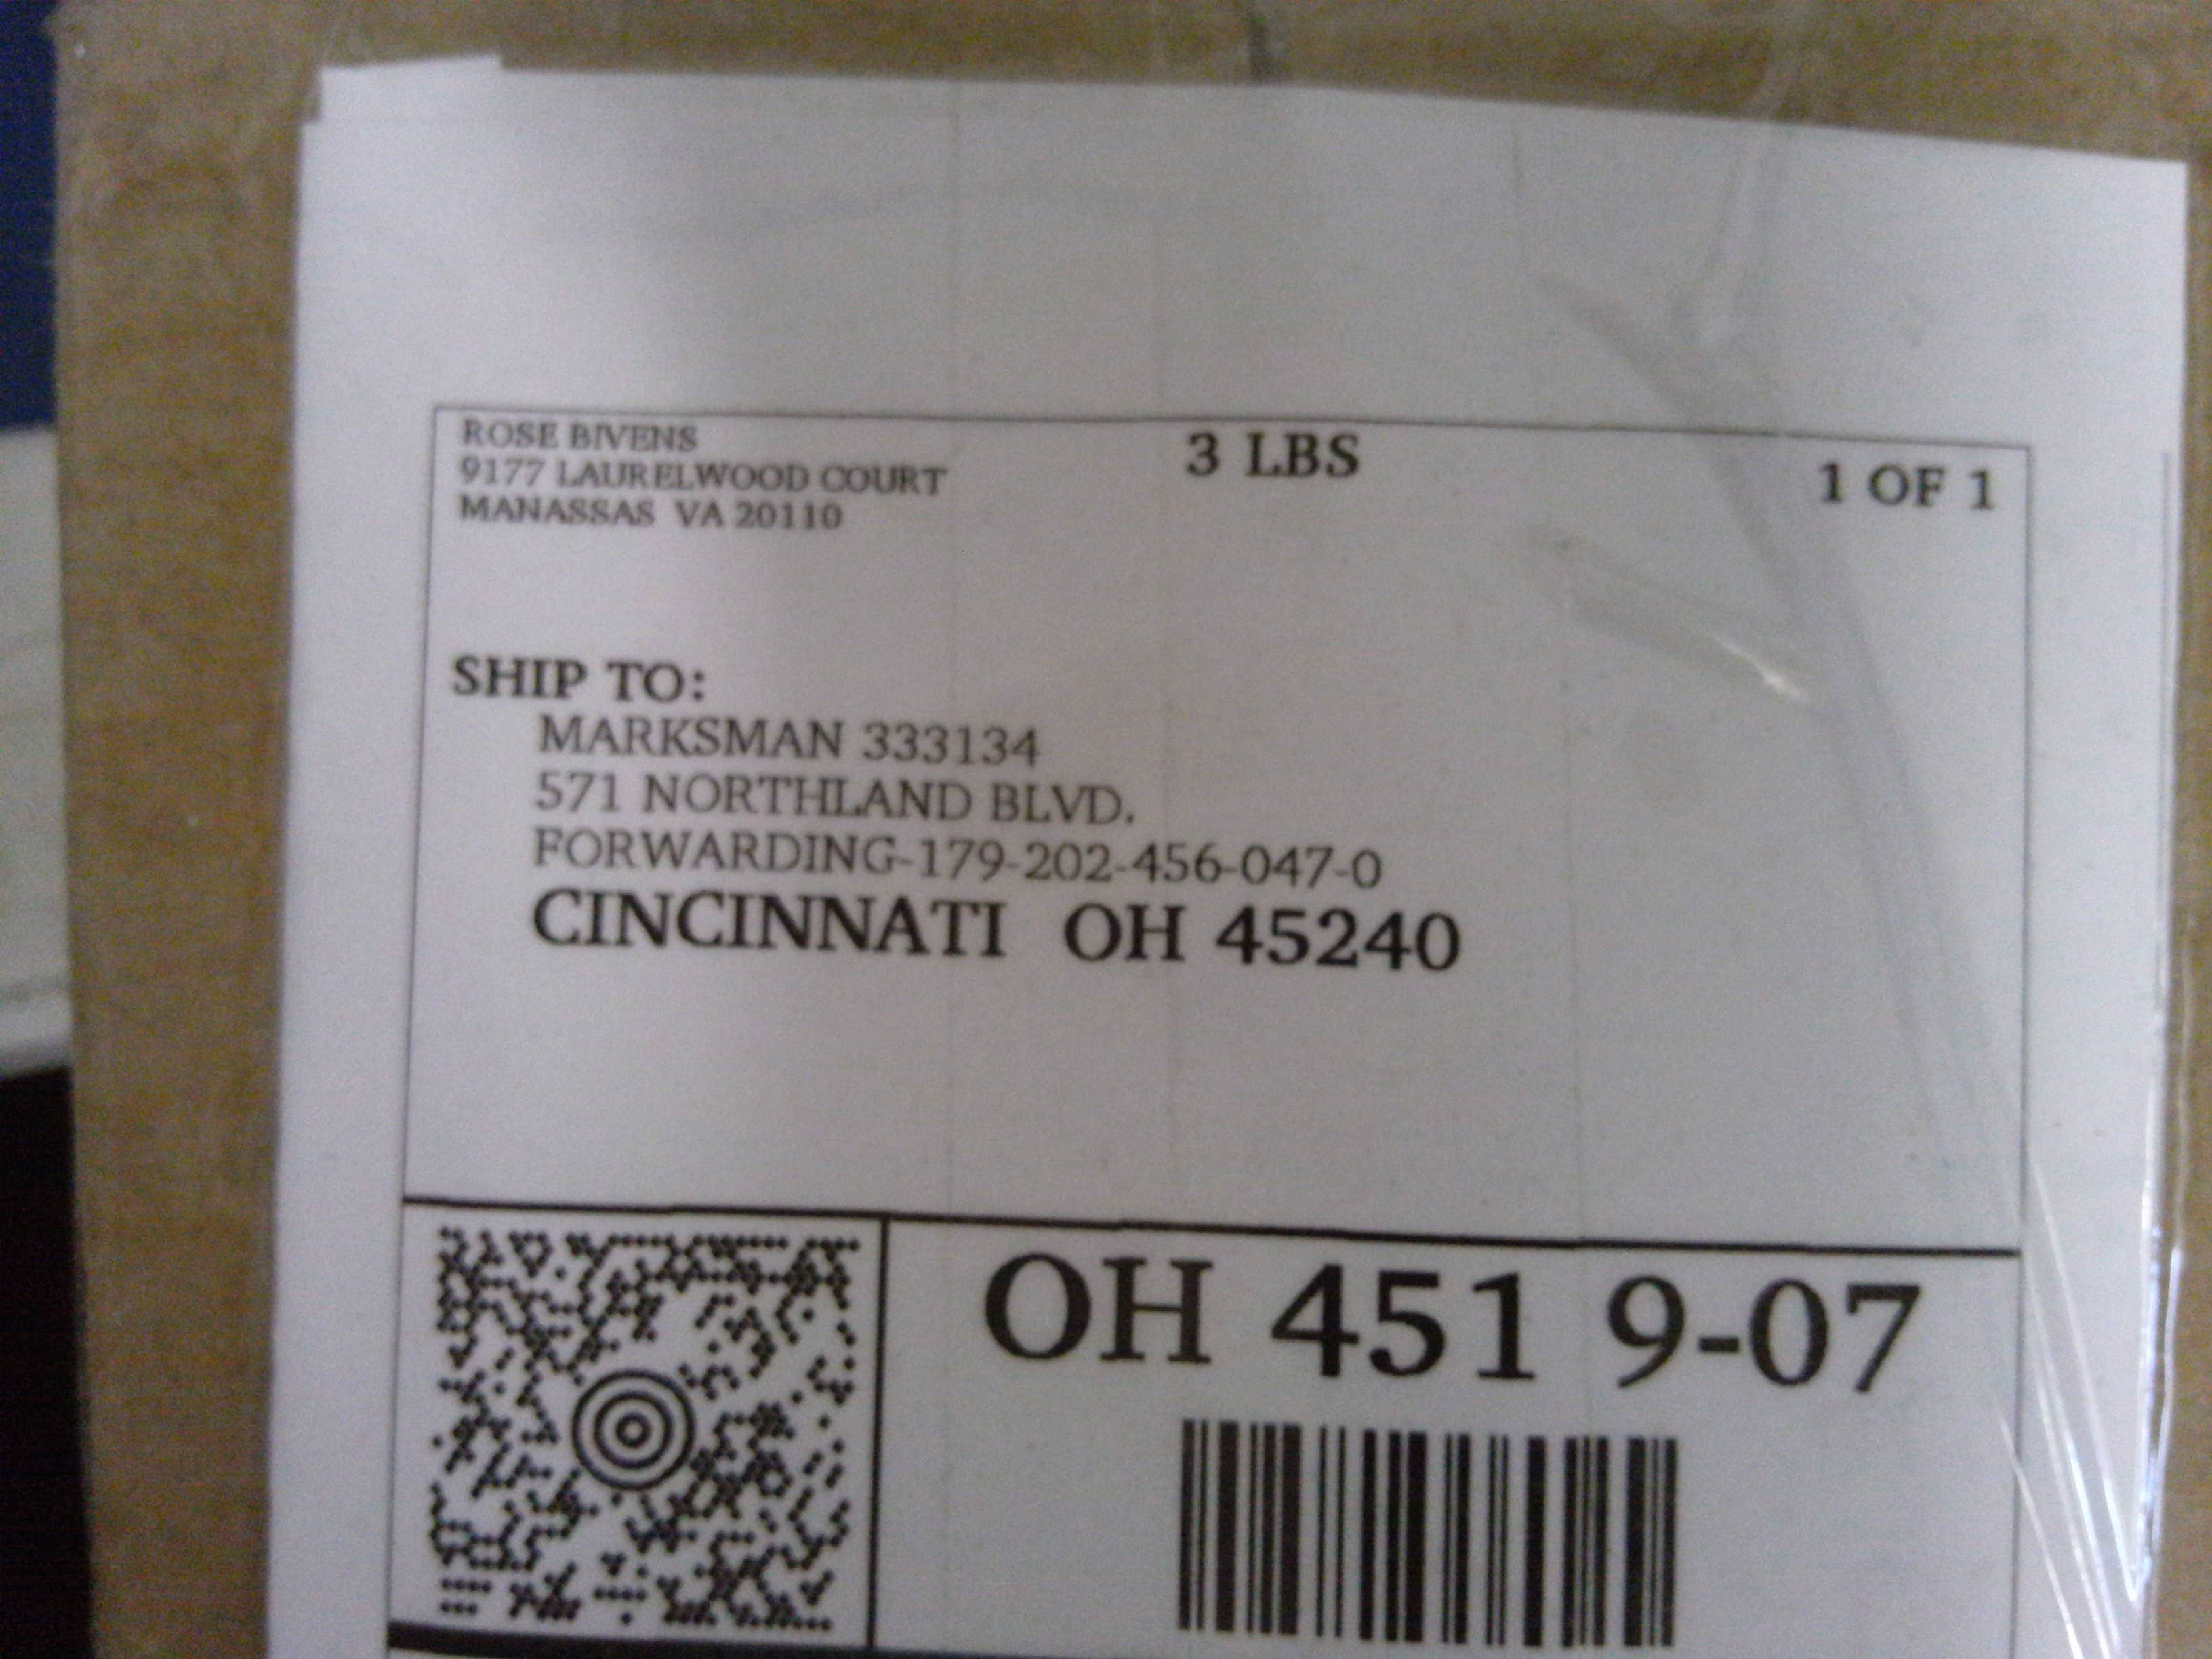 ROSE BIVENS
9177 LAURELWOOD COURT
MANASSAS VA 20110
3 LBS
1 OF 1
SHIP TO:
MARKSMAN 333134
571 NORTHLAND BLVD.
FORWARDING-179-202-456-047-0
CINCINNATI OH 45240
OH 451 9-07